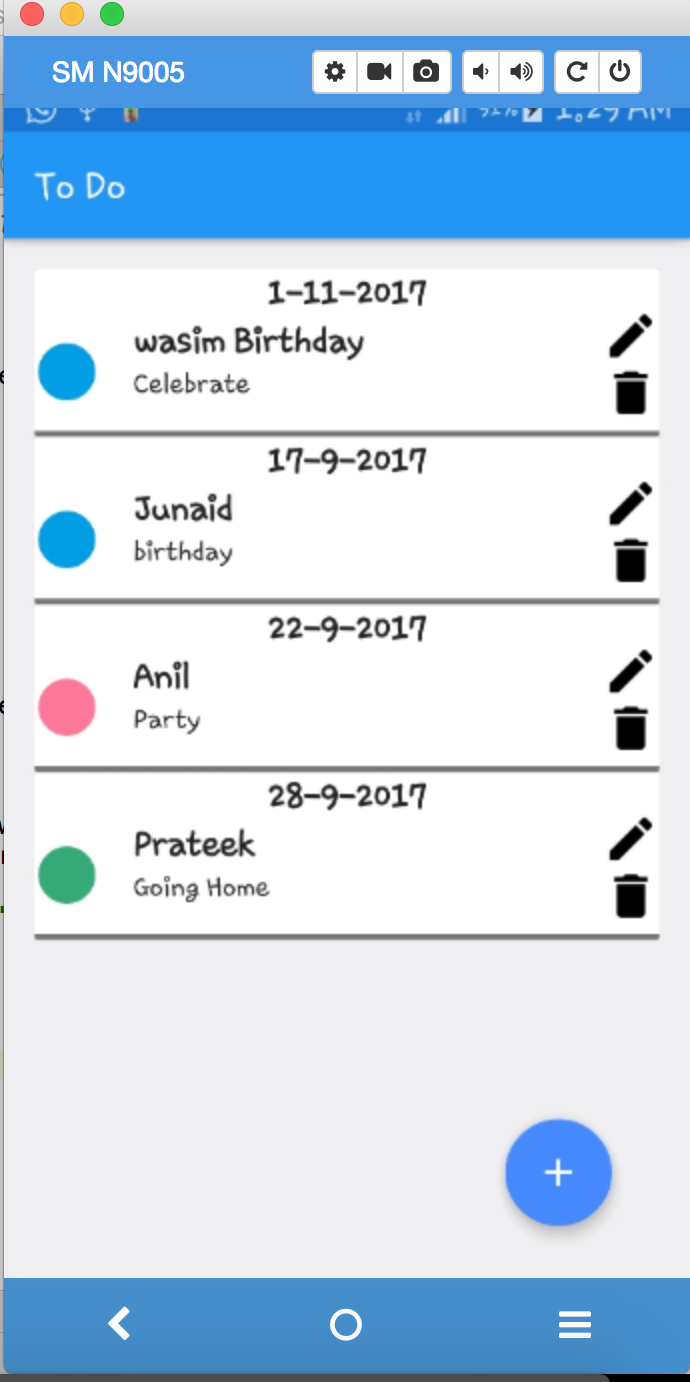 SM N9005
91% 1:29 AM
To Do
1-11-2017
wasim Birthday
Celebrate
17-9-2017
Junaid
birthday
22-9-2017
Anil
Party
28-9-2017
Prateek
Going Home